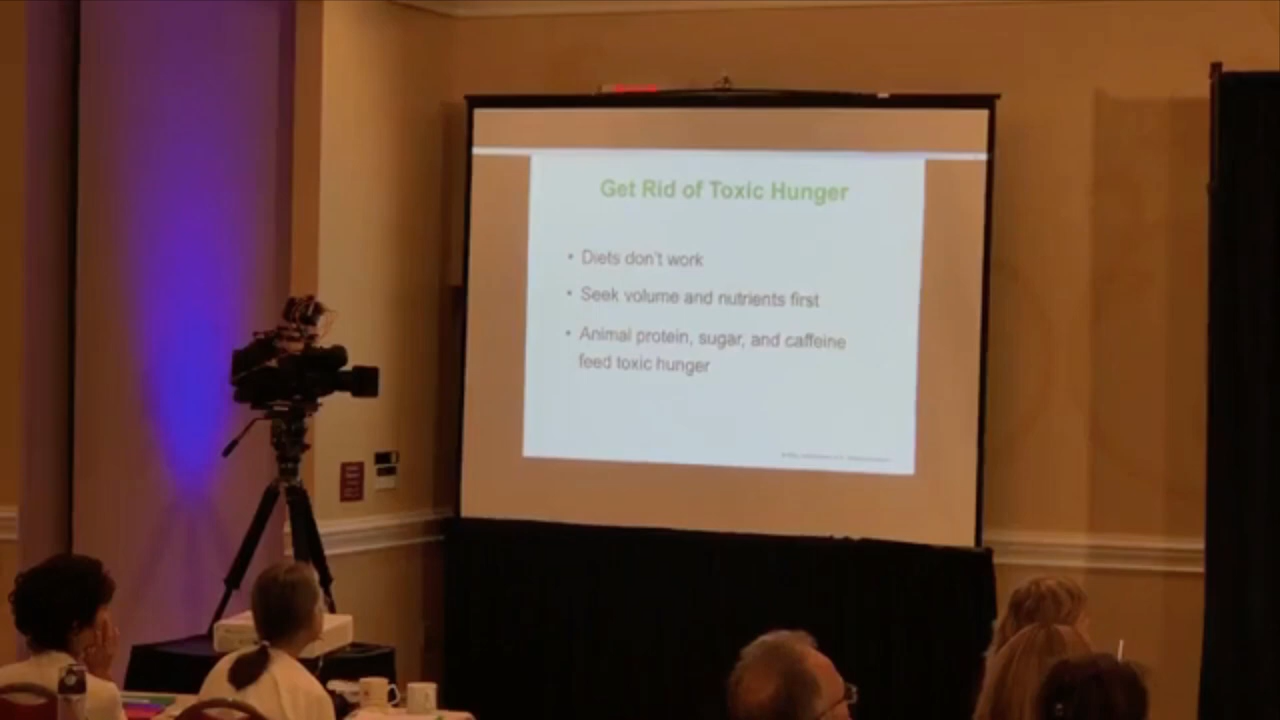 Get Rid of Toxic Hunger
• Diets don't work
• Seek volume and nutrients first
• Animal protein, sugar, and caffeine
feed toxic hunger